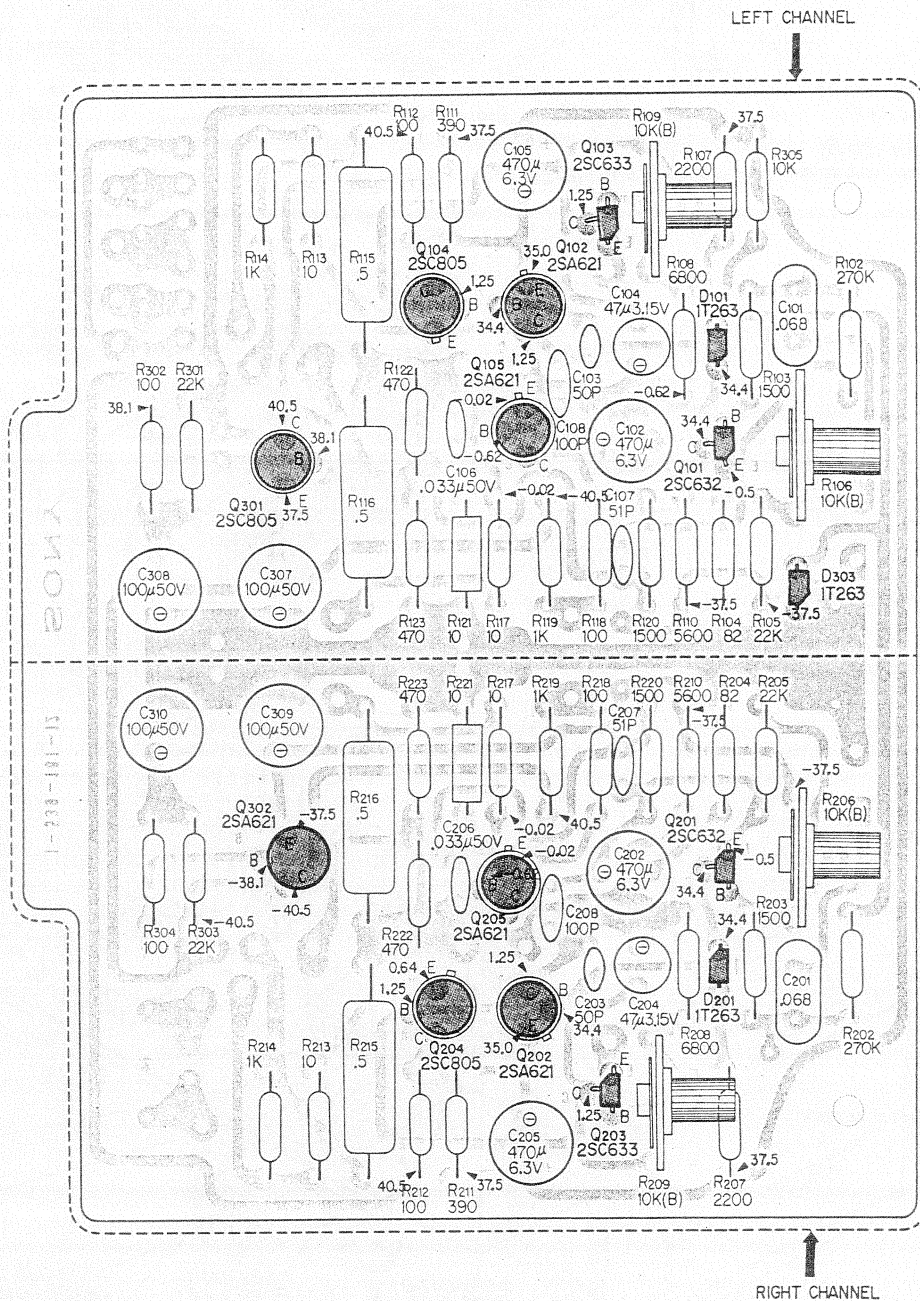 LEFT CHANNEL
R112
100
R111
390
40.5
37.5
C105
470μ
6.3V
⊖
Q103
2SC633
R109
10K(B)
37.5
R107
2200
R305
10K
1.25
B
C
E
R114
1K
R113
10
R115
.5
Q104
2SC805
1.25
B
E
35.0
Q102
2SA621
E
B
C
34.4
1.25
R108
6800
D101
1T263
C101
.068
R102
270K
C104
47μ3.15V
34.4
R103
1500
R302
100
R301
22K
38.1
40.5
C
38.1
B
E
37.5
Q301
2SC805
R122
470
Q105
2SA621
-0.02
E
B
-0.62
C
C103
50P
C108
100P
C102
470μ
6.3V
⊖
-0.62
B
34.4
C
E
-0.5
Q101
2SC632
R106
10K(B)
R116
.5
C106
.033μ50V
-0.02
40.5
C107
51P
C308
100μ50V
⊖
C307
100μ50V
⊖
D303
1T263
-37.5
-37.5
R123
470
R121
10
R117
10
R119
1K
R118
100
R120
1500
R110
5600
R104
82
R105
22K
SONY
R223
470
R221
10
R217
10
R219
1K
R218
100
R220
1500
R210
5600
R204
82
R205
22K
C310
100μ50V
⊖
C309
100μ50V
⊖
C207
51P
-37.5
-37.5
R206
10K(B)
1-539-181-12
R216
.5
Q302
2SA621
-37.5
E
B
-38.1
C
-40.5
C206
.033μ50V
-0.02
40.5
E
-0.02
B
C
Q205
2SA621
C202
470μ
6.3V
⊖
Q201
2SC632
E
-0.5
C
34.4
B
R203
1500
R304
100
R303
22K
-40.5
R222
470
C208
100P
34.4
D201
1T263
C201
.068
R202
270K
0.64
E
1.25
B
C
Q204
2SC805
1.25
B
34.4
E
35.0
Q202
2SA621
C203
50P
C204
47μ3.15V
⊖
R208
6800
R214
1K
R213
10
R215
.5
E
C
1.25
B
Q203
2SC633
C205
470μ
6.3V
⊖
40.5
R212
100
R211
390
37.5
R209
10K(B)
R207
2200
37.5
RIGHT CHANNEL